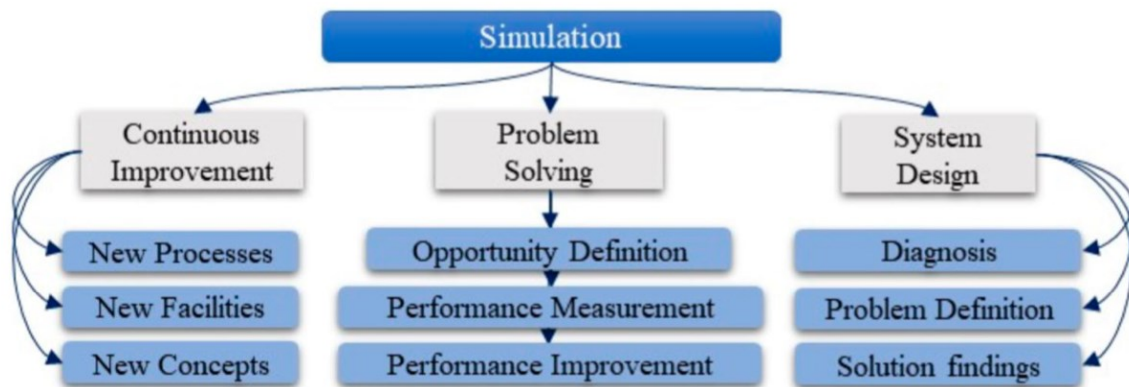 Simulation
Continuous
Improvement
Problem
Solving
System
Design
New Processes
Opportunity Definition
Diagnosis
New Facilities
Performance Measurement
Problem Definition
New Concepts
Performance Improvement
Solution findings